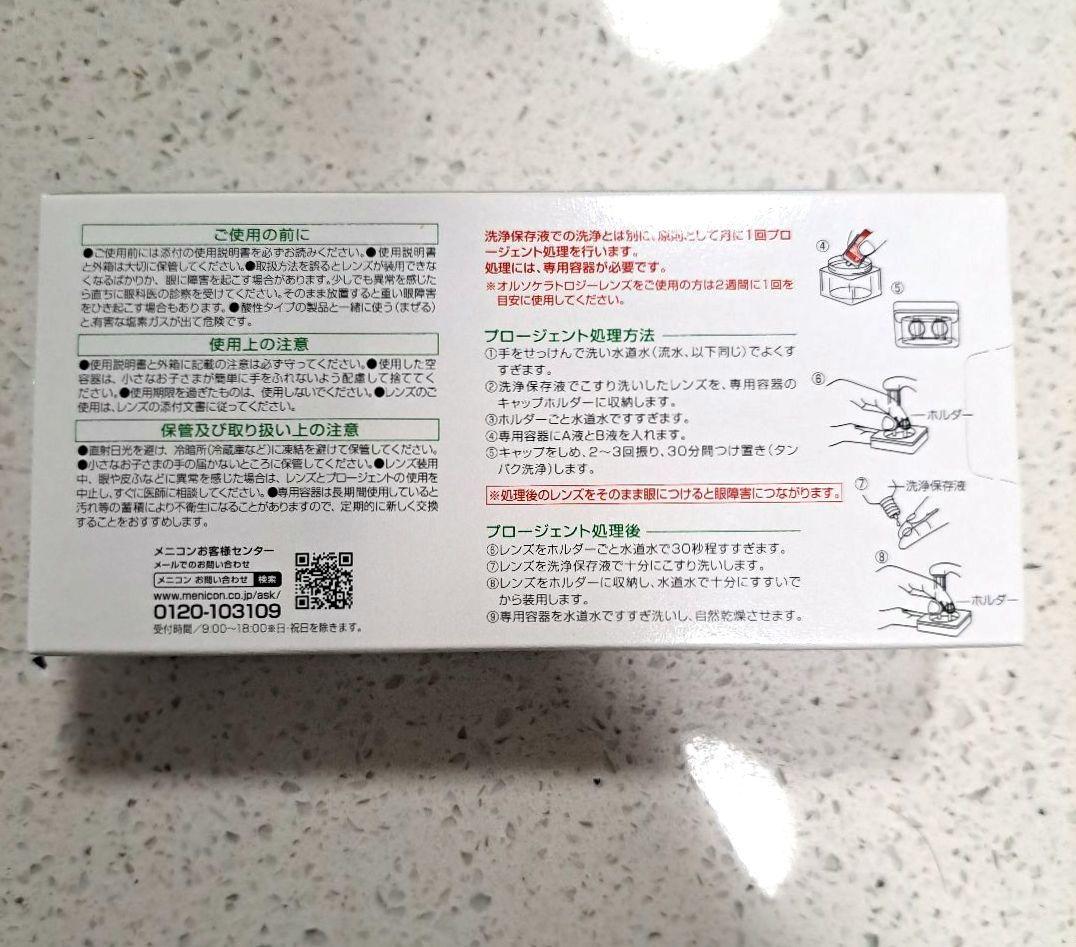 ご使用の前に
●ご使用前には添付の使用説明書を必ずお読みください。●使用説明書
と外箱は大切に保管してください。●取扱方法を誤るとレンズが装用できな
くなるばかりか、眼に障害を起こす場合があります。少しでも異常を感じた
ら直ちに眼科医の診察を受けてください。そのまま放置すると重い眼障害
をひき起こす場合もあります。●酸性タイプの製品と一緒に使う(まぜる)
と、有害な塩素ガスが出て危険です。
使用上の注意
●使用説明書と外箱に記載の注意は必ず守ってください。●使用した空
容器は、小さなお子さまが簡単に手をふれないよう配慮して捨ててく
ださい。●使用期限を過ぎたものは、使用しないでください。●レンズのご
使用は、レンズの添付文書に従ってください。
保管及び取り扱い上の注意
●直射日光を避け、冷暗所(冷蔵庫など)に凍結を避けて保管してください。
●小さなお子さまの手の届かないところに保管してください。●レンズ装用
中、眼や皮ふなどに異常を感じた場合は、レンズとプロージェントの使用を
中止し、すぐに医師に相談してください。●専用容器は長期間使用していると
汚れ等の蓄積により不衛生になることがありますので、定期的に新しく交換
することをおすすめします。
メニコンお客様センター
メールでのお問い合わせ
メニコン お問い合わせ 検索
www.menicon.co.jp/ask/
0120-103109
受付時間/9:00~18:00※日・祝日を除きます。
洗浄保存液での洗浄とは別に、原則として月に1回プロ
ージェント処理を行います。
処理には、専用容器が必要です。
※オルソケラトロジーレンズをご使用の方は2週間に1回を
目安に使用してください。
プロージェント処理方法
①手をせっけんで洗い水道水(流水、以下同じ)でよくす
すぎます。
②洗浄保存液でこすり洗いしたレンズを、専用容器の
キャップホルダーに収納します。
③ホルダーごと水道水ですすぎます。
④専用容器にA液とB液を入れます。
⑤キャップをしめ、2~3回振り、30分間つけ置き(タン
パク洗浄)します。
※処理後のレンズをそのまま眼につけると眼障害につながります。
プロージェント処理後
⑥レンズをホルダーごと水道水で30秒程すすぎます。
⑦レンズを洗浄保存液で十分にこすり洗いします。
⑧レンズをホルダーに収納し、水道水で十分にすすいで
から装用します。
⑨専用容器を水道水ですすぎ洗いし、自然乾燥させます。
④
⑤
⑥
ホルダー
⑦
洗浄保存液
⑧
ホルダー